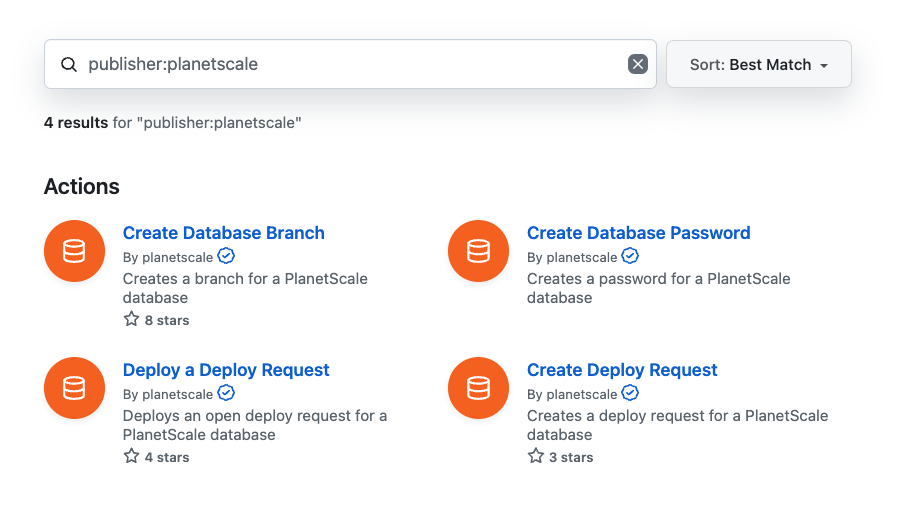 publisher:planetscale
Sort: Best Match
4 results for "publisher:planetscale"
Actions
Create Database Branch
By planetscale
Creates a branch for a PlanetScale
database
8 stars
Create Database Password
By planetscale
Creates a password for a PlanetScale
database
Deploy a Deploy Request
By planetscale
Deploys an open deploy request for a
PlanetScale database
4 stars
Create Deploy Request
By planetscale
Creates a deploy request for a PlanetScale
database
3 stars